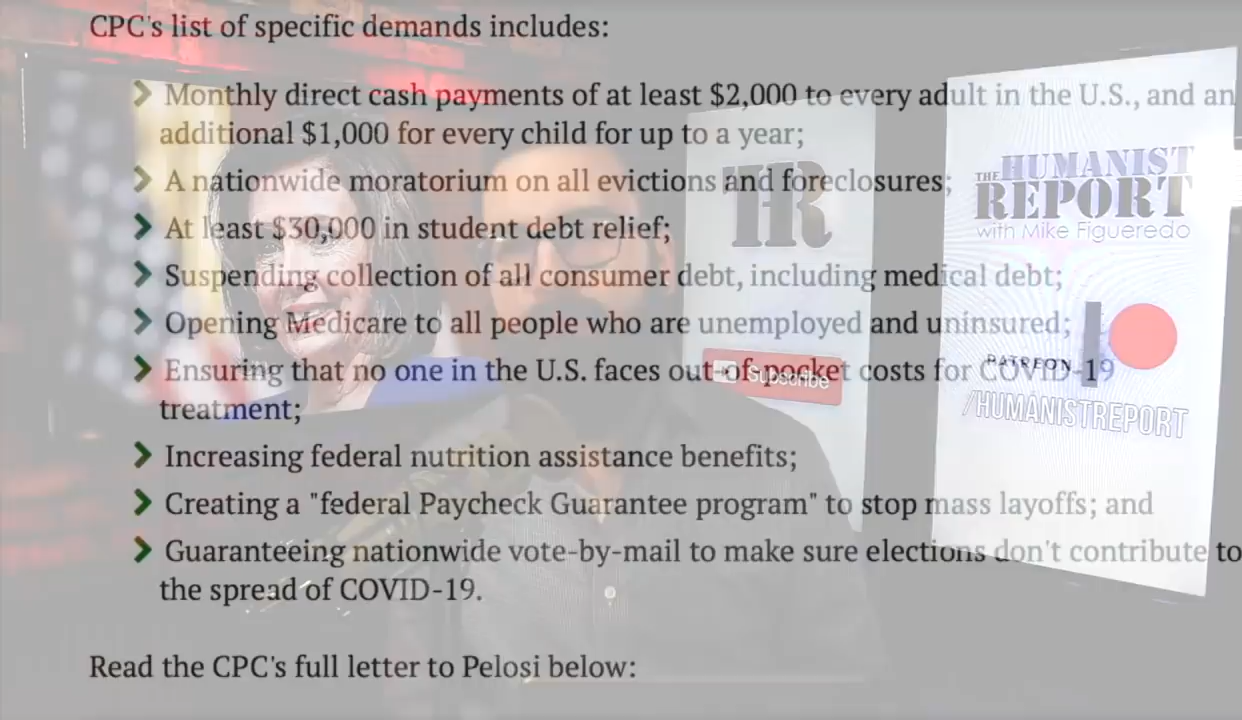 CPC's list of specific demands includes:
Monthly direct cash payments of at least $2,000 to every adult in the U.S., and an
additional $1,000 for every child for up to a year;
A nationwide moratorium on all evictions and foreclosures;
At least $30,000 in student debt relief;
Suspending collection of all consumer debt, including medical debt;
Opening Medicare to all people who are unemployed and uninsured;
Ensuring that no one in the U.S. faces out-of-pocket costs for COVID-19
treatment;
Increasing federal nutrition assistance benefits;
Creating a "federal Paycheck Guarantee program" to stop mass layoffs; and
Guaranteeing nationwide vote-by-mail to make sure elections don't contribute to
the spread of COVID-19.
Read the CPC's full letter to Pelosi below:
HR
Subscribe
THE HUMANIST
REPORT
with Mike Figueredo
PATREON
/HUMANISTREPORT